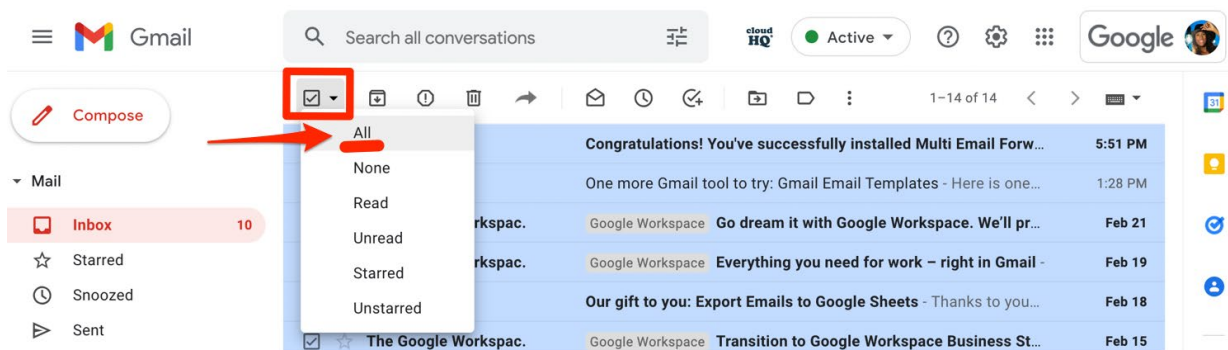 Gmail
Search all conversations
cloud
HQ
Active
Google
Compose
1–14 of 14
31
All
None
Read
Unread
Starred
Unstarred
Mail
Inbox 10
Starred
Snoozed
Sent
Congratulations! You've successfully installed Multi Email Forw... 5:51 PM
One more Gmail tool to try: Gmail Email Templates - Here is one... 1:28 PM
rkspac. Google Workspace Go dream it with Google Workspace. We'll pr... Feb 21
rkspac. Google Workspace Everything you need for work – right in Gmail - Feb 19
Our gift to you: Export Emails to Google Sheets - Thanks to you... Feb 18
The Google Workspac. Google Workspace Transition to Google Workspace Business St... Feb 15